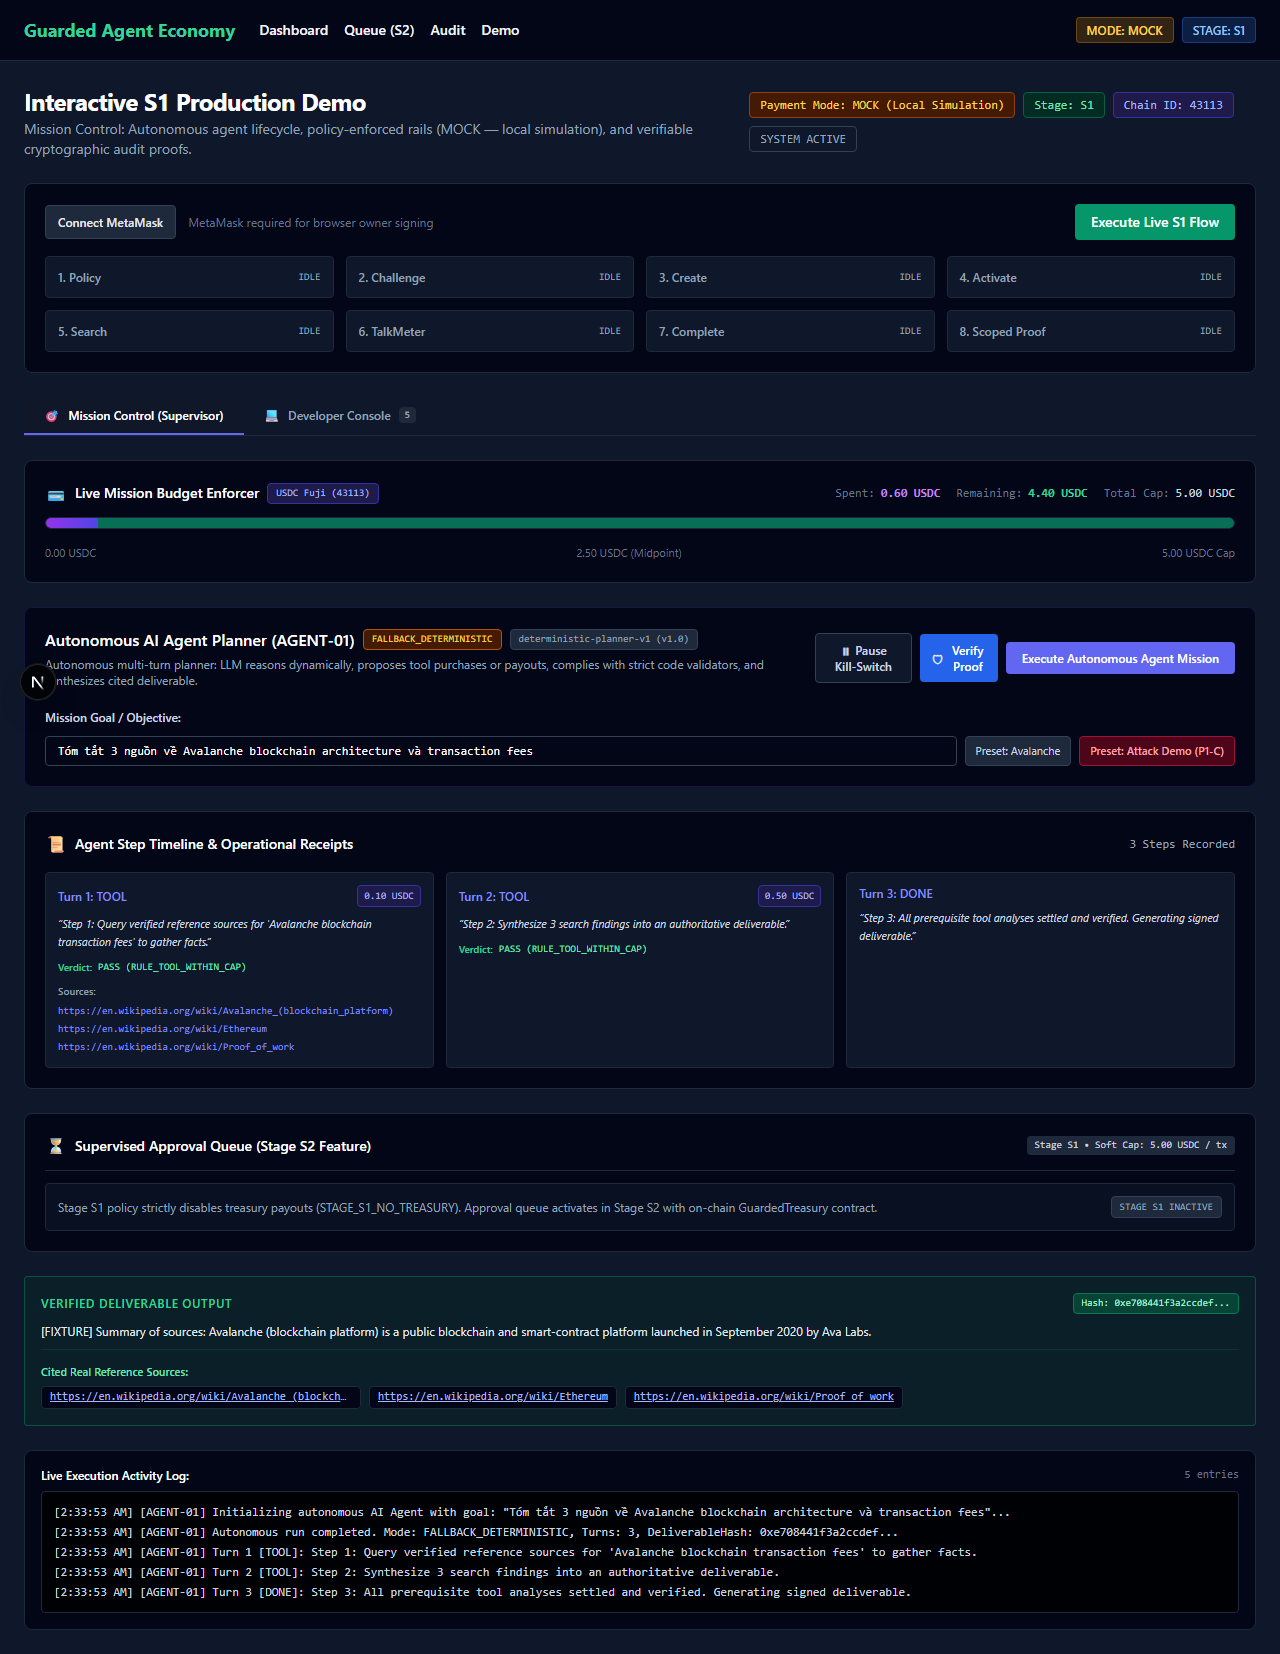 Guarded Agent Economy
Dashboard
Queue (S2)
Audit
Demo
MODE: MOCK
STAGE: S1
Interactive S1 Production Demo
Mission Control: Autonomous agent lifecycle, policy-enforced rails (MOCK — local simulation), and verifiable
cryptographic audit proofs.
Payment Mode: MOCK (Local Simulation)
Stage: S1
Chain ID: 43113
SYSTEM ACTIVE
Connect MetaMask
MetaMask required for browser owner signing
Execute Live S1 Flow
1. Policy
IDLE
2. Challenge
IDLE
3. Create
IDLE
4. Activate
IDLE
5. Search
IDLE
6. TalkMeter
IDLE
7. Complete
IDLE
8. Scoped Proof
IDLE
Mission Control (Supervisor)
Developer Console
5
Live Mission Budget Enforcer
USDC Fuji (43113)
Spent: 0.60 USDC
Remaining: 4.40 USDC
Total Cap: 5.00 USDC
0.00 USDC
2.50 USDC (Midpoint)
5.00 USDC Cap
Autonomous AI Agent Planner (AGENT-01)
FALLBACK_DETERMINISTIC
deterministic-planner-v1 (v1.0)
Autonomous multi-turn planner: LLM reasons dynamically, proposes tool purchases or payouts, complies with strict code validators, and
nthesizes cited deliverable.
N
Pause
Kill-Switch
Verify
Proof
Execute Autonomous Agent Mission
Mission Goal / Objective:
Tóm tắt 3 nguồn về Avalanche blockchain architecture và transaction fees
Preset: Avalanche
Preset: Attack Demo (P1-C)
Agent Step Timeline & Operational Receipts
3 Steps Recorded
Turn 1: TOOL
0.10 USDC
"Step 1: Query verified reference sources for 'Avalanche blockchain
transaction fees' to gather facts."
Verdict: PASS (RULE_TOOL_WITHIN_CAP)
Sources:
https://en.wikipedia.org/wiki/Avalanche_(blockchain_platform)
https://en.wikipedia.org/wiki/Ethereum
https://en.wikipedia.org/wiki/Proof_of_work
Turn 2: TOOL
0.50 USDC
"Step 2: Synthesize 3 search findings into an authoritative deliverable."
Verdict: PASS (RULE_TOOL_WITHIN_CAP)
Turn 3: DONE
"Step 3: All prerequisite tool analyses settled and verified. Generating signed
deliverable."
Supervised Approval Queue (Stage S2 Feature)
Stage S1 • Soft Cap: 5.00 USDC / tx
Stage S1 policy strictly disables treasury payouts (STAGE_S1_NO_TREASURY). Approval queue activates in Stage S2 with on-chain GuardedTreasury contract.
STAGE S1 INACTIVE
VERIFIED DELIVERABLE OUTPUT
Hash: 0xe708441f3a2ccdef...
[FIXTURE] Summary of sources: Avalanche (blockchain platform) is a public blockchain and smart-contract platform launched in September 2020 by Ava Labs.
Cited Real Reference Sources:
https://en.wikipedia.org/wiki/Avalanche_(blockch…
https://en.wikipedia.org/wiki/Ethereum
https://en.wikipedia.org/wiki/Proof_of_work
Live Execution Activity Log:
5 entries
[2:33:53 AM] [AGENT-01] Initializing autonomous AI Agent with goal: "Tóm tắt 3 nguồn về Avalanche blockchain architecture và transaction fees"...
[2:33:53 AM] [AGENT-01] Autonomous run completed. Mode: FALLBACK_DETERMINISTIC, Turns: 3, DeliverableHash: 0xe708441f3a2ccdef...
[2:33:53 AM] [AGENT-01] Turn 1 [TOOL]: Step 1: Query verified reference sources for 'Avalanche blockchain transaction fees' to gather facts.
[2:33:53 AM] [AGENT-01] Turn 2 [TOOL]: Step 2: Synthesize 3 search findings into an authoritative deliverable.
[2:33:53 AM] [AGENT-01] Turn 3 [DONE]: Step 3: All prerequisite tool analyses settled and verified. Generating signed deliverable.